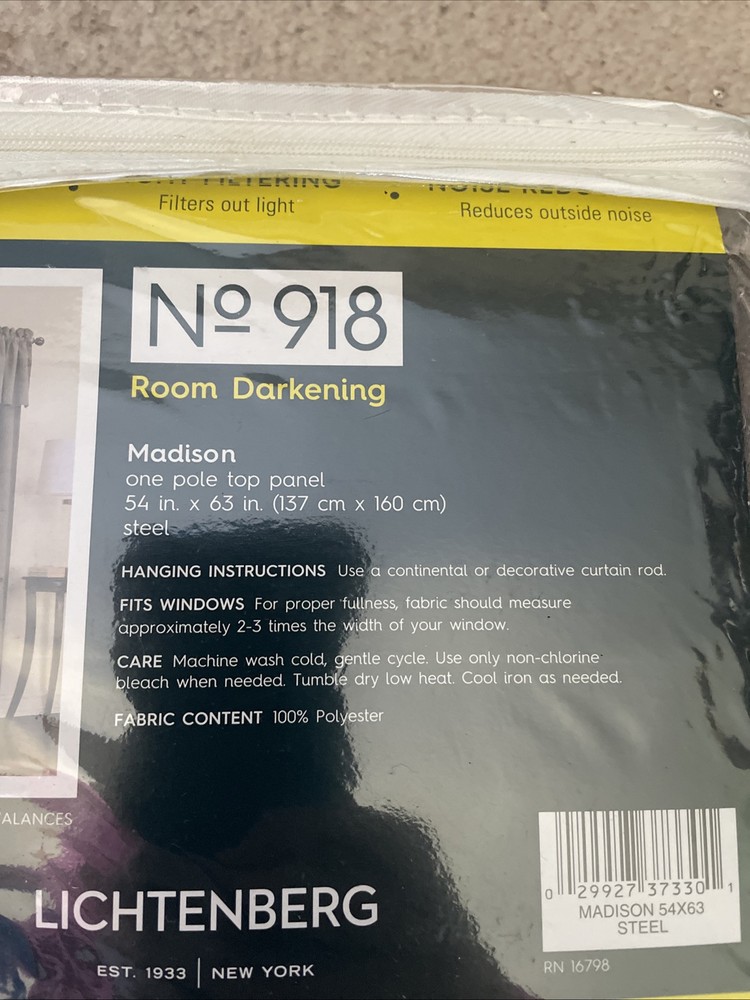 FILTERING
Filters out light
NOISE
Reduces outside noise
Nº 918
Room Darkening
Madison
one pole top panel
54 in. x 63 in. (137 cm x 160 cm)
steel
HANGING INSTRUCTIONS Use a continental or decorative curtain rod.
FITS WINDOWS For proper fullness, fabric should measure
approximately 2-3 times the width of your window.
CARE Machine wash cold, gentle cycle. Use only non-chlorine
bleach when needed. Tumble dry low heat. Cool iron as needed.
FABRIC CONTENT 100% Polyester
ALANCES
LICHTENBERG
EST. 1933 | NEW YORK
0 29927 37330 1
MADISON 54X63
STEEL
RN 16798